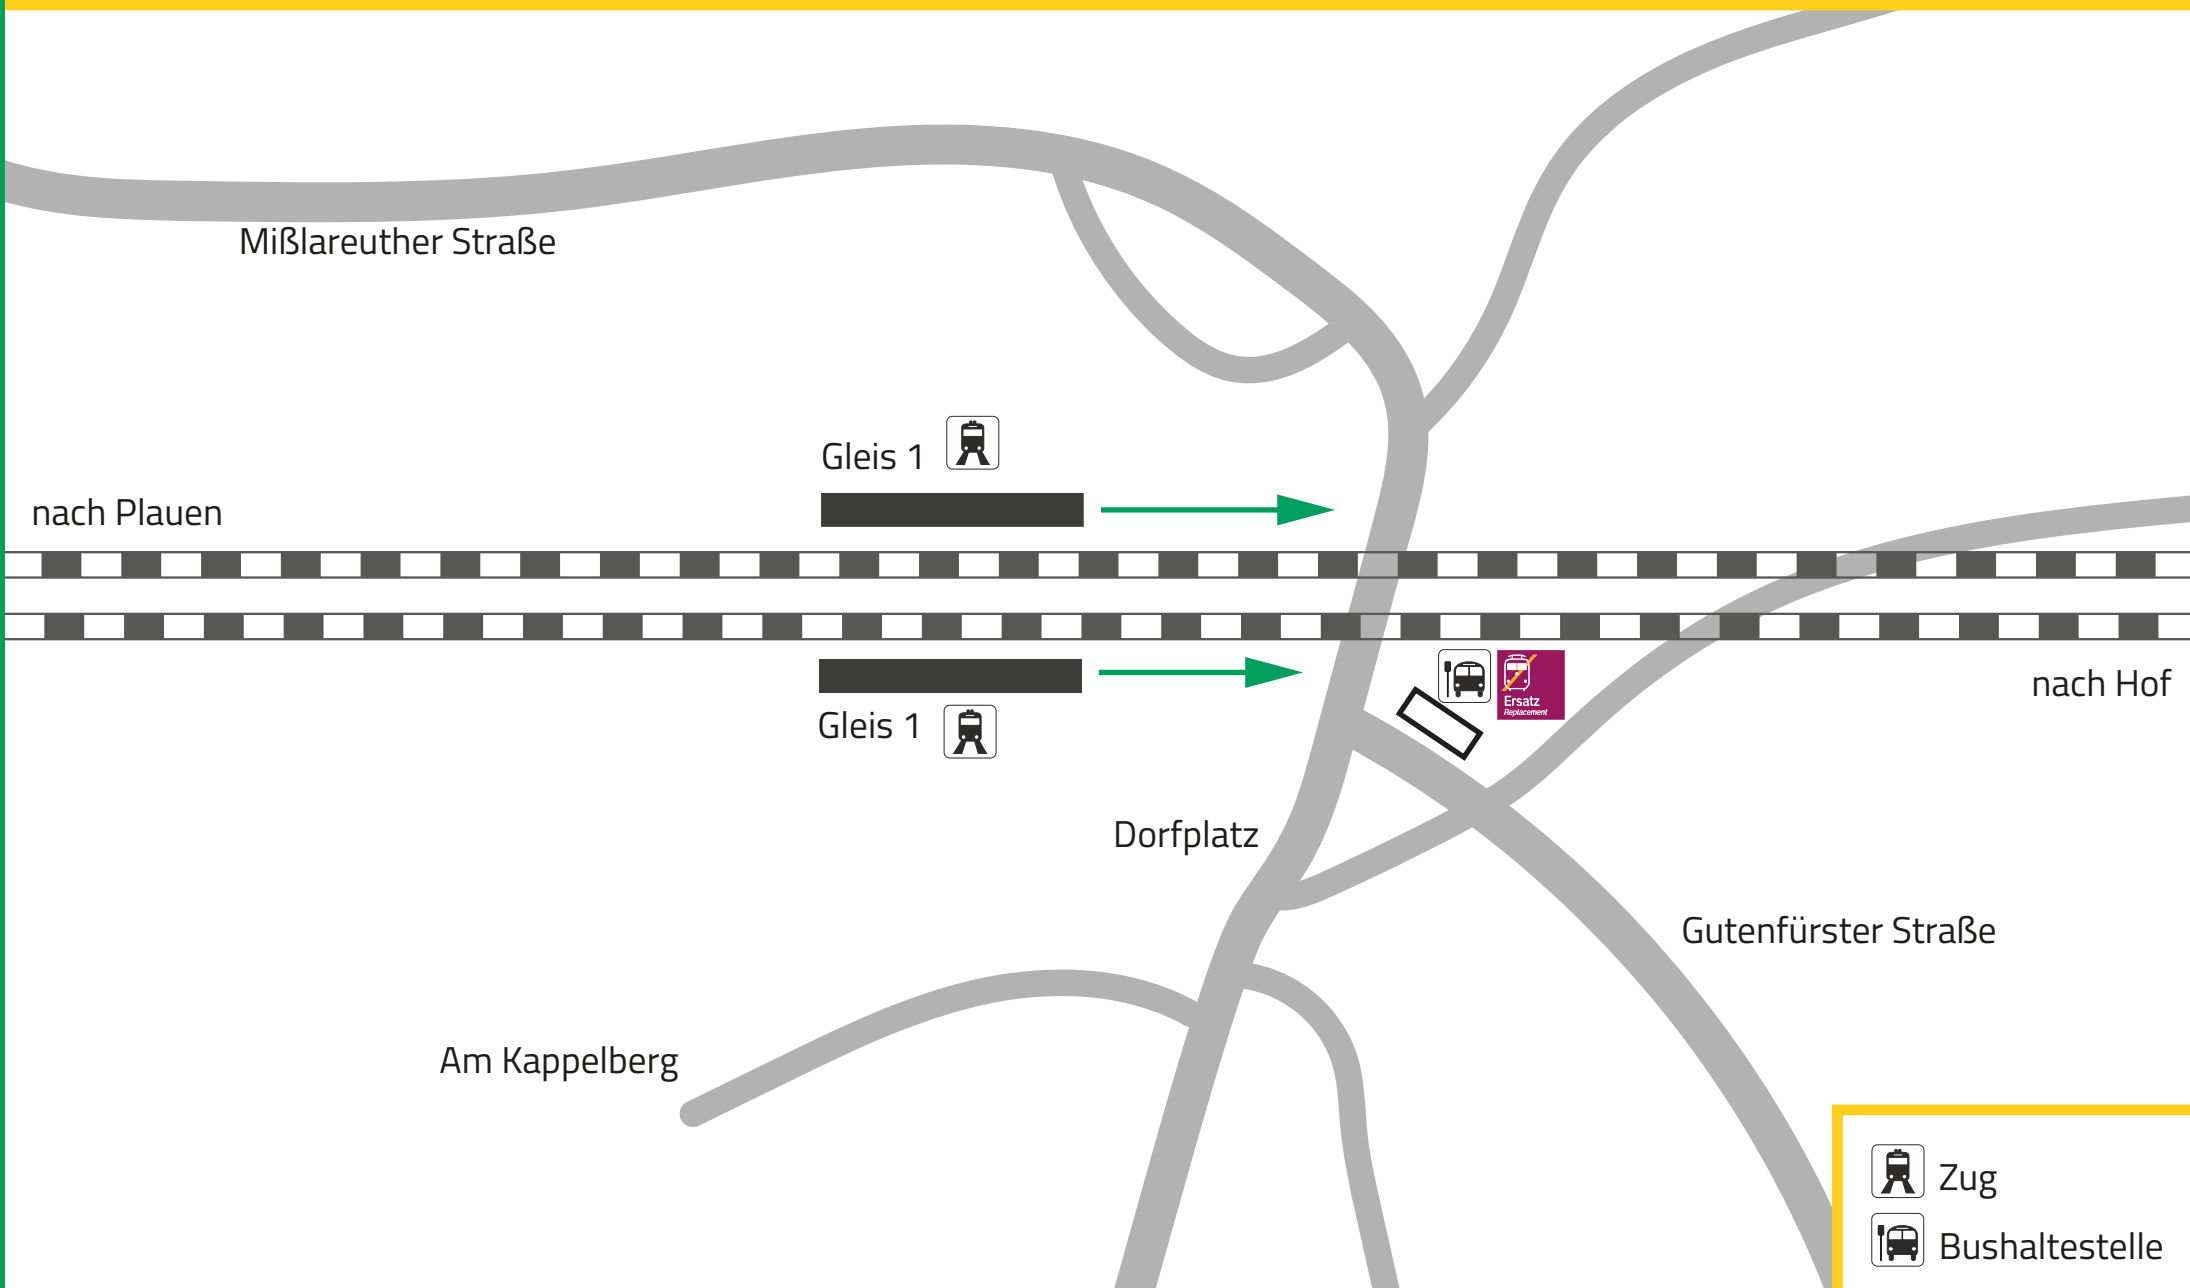 Mißlareuther Straße
Gleis 1
nach Plauen
Ersatz
Replacement
nach Hof
Gleis 1
Dorfplatz
Gutenfürster Straße
Am Kappelberg
Zug
Bushaltestelle